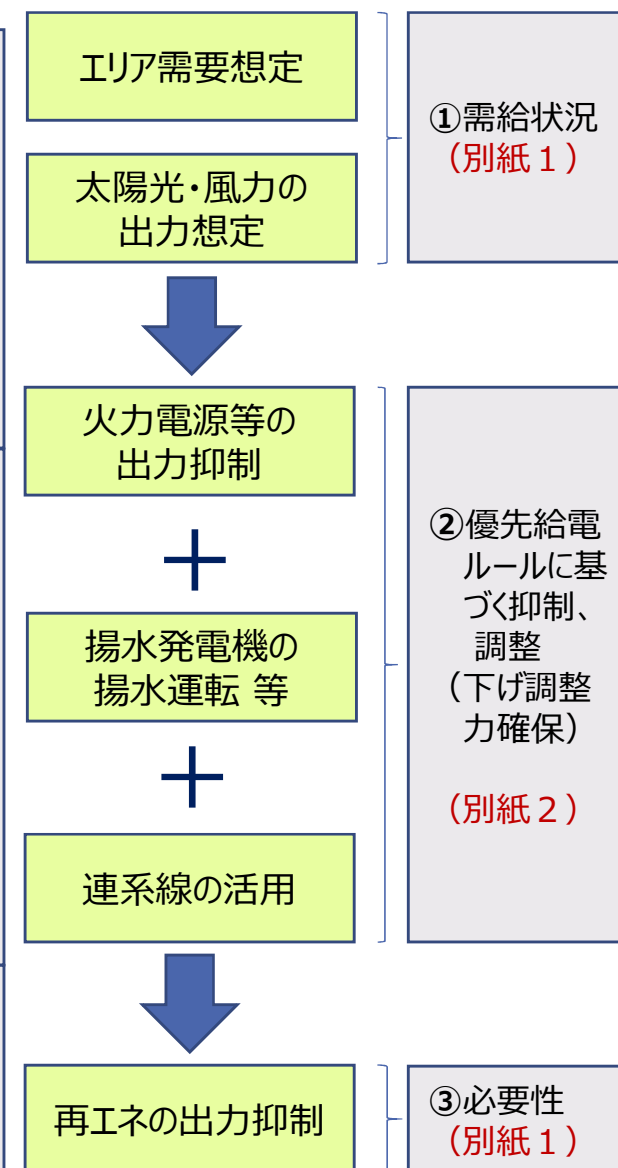 エリア需要想定
太陽光・風力の
出力想定
①需給状況
（別紙１）
火力電源等の
出力抑制
＋
揚水発電機の
揚水運転 等
＋
連系線の活用
②優先給電
ルールに基
づく抑制、
調整
（下げ調整
力確保）
（別紙２）
再エネの出力抑制
③必要性
（別紙１）